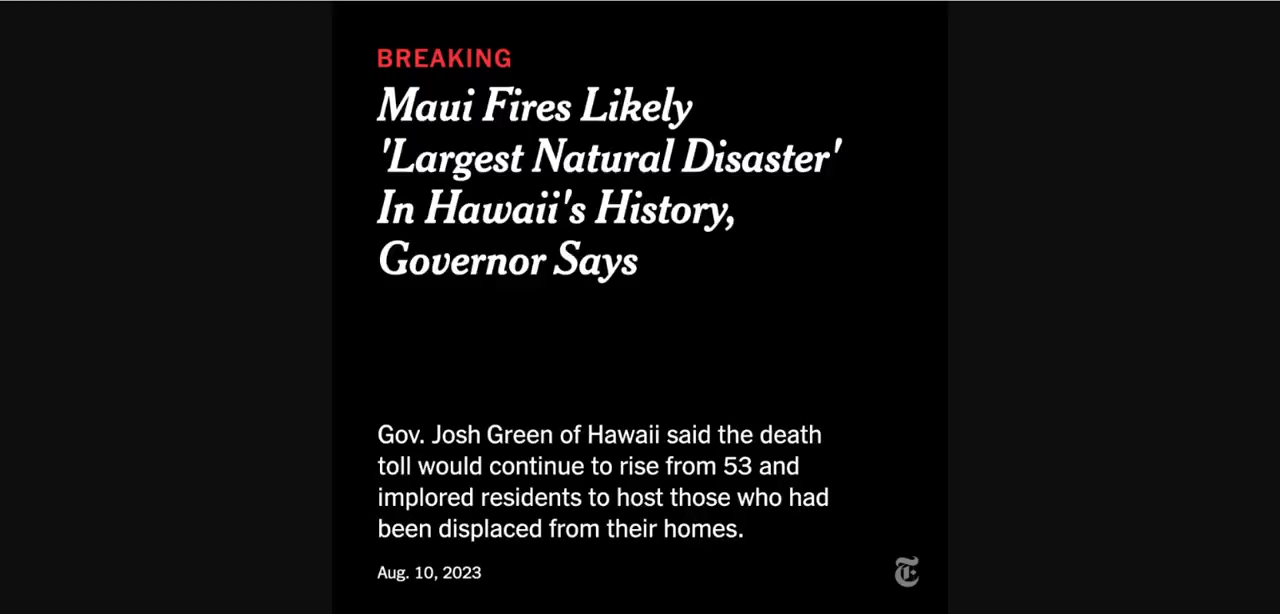 BREAKING
Maui Fires Likely
'Largest Natural Disaster'
In Hawaii's History,
Governor Says
Gov. Josh Green of Hawaii said the death
toll would continue to rise from 53 and
implored residents to host those who had
been displaced from their homes.
Aug. 10, 2023
T